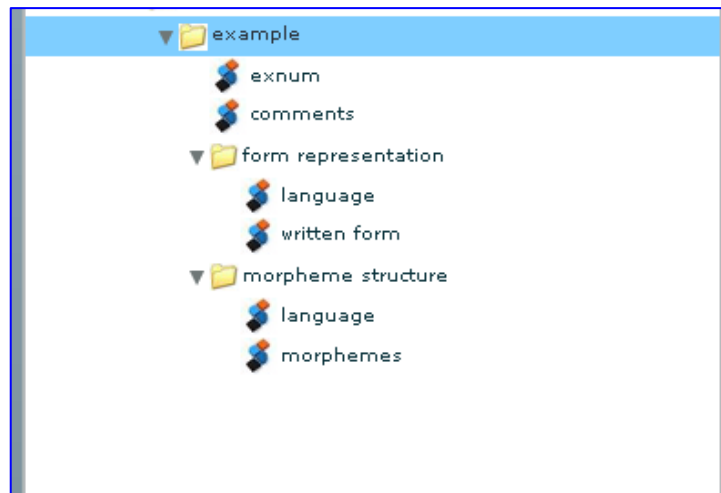 example
exnum
comments
form representation
language
written form
morpheme structure
language
morphemes